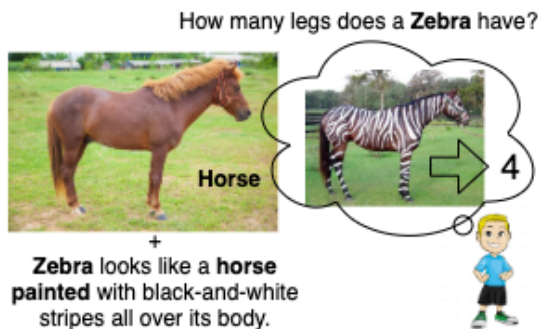 How many legs does a Zebra have?
Horse
4
+
Zebra looks like a horse
painted with black-and-white
stripes all over its body.